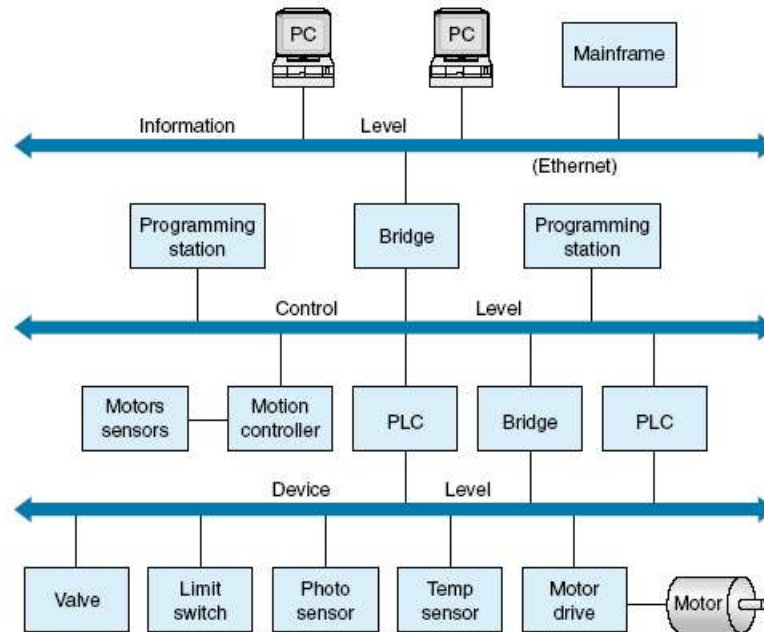 PC
PC
Mainframe
Information Level
(Ethernet)
Programming
station
Bridge
Programming
station
Control Level
Motors
sensors
Motion
controller
PLC
Bridge
PLC
Device Level
Valve
Limit
switch
Photo
sensor
Temp
sensor
Motor
drive
Motor